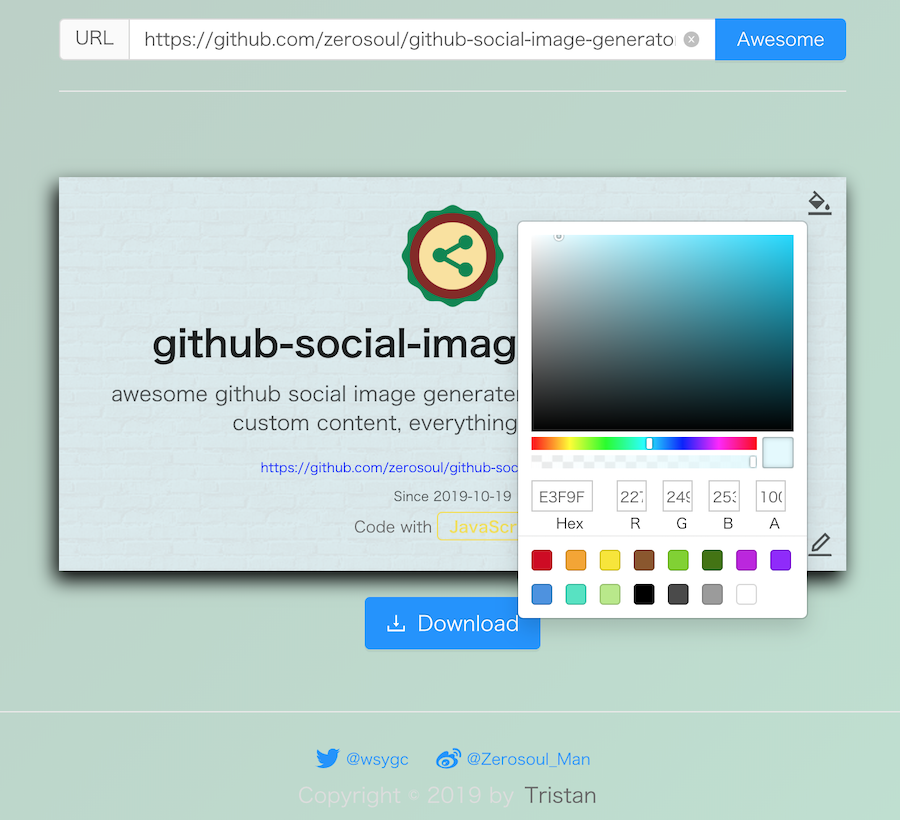 URL https://github.com/zerosoul/github-social-image-generato Awesome
github-social-imag
awesome github social image generate
custom content, everything
https://github.com/zerosoul/github-soc
Since 2019-10-19
Code with JavaScr
E3F9F 227 249 253 100
Hex R G B A
Download
@wsygc @Zerosoul_Man
Copyright © 2019 by Tristan